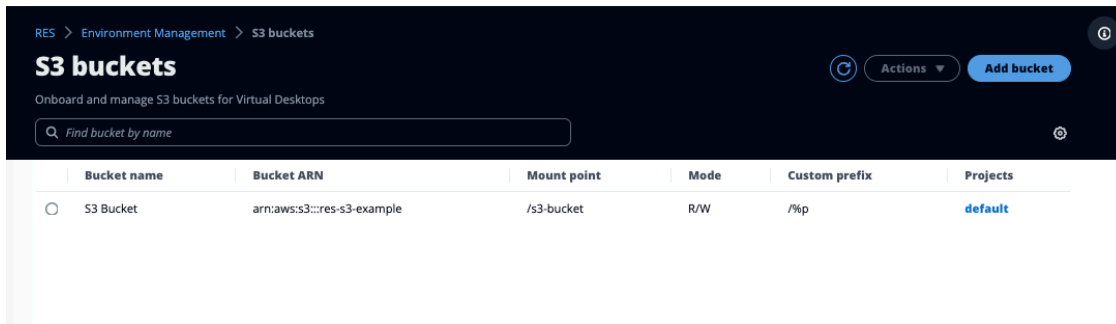 RES > Environment Management > S3 buckets
S3 buckets
Actions ▼ Add bucket
Onboard and manage S3 buckets for Virtual Desktops
Find bucket by name
Bucket name Bucket ARN Mount point Mode Custom prefix Projects
S3 Bucket arn:aws:s3:::res-s3-example /s3-bucket R/W /%p default